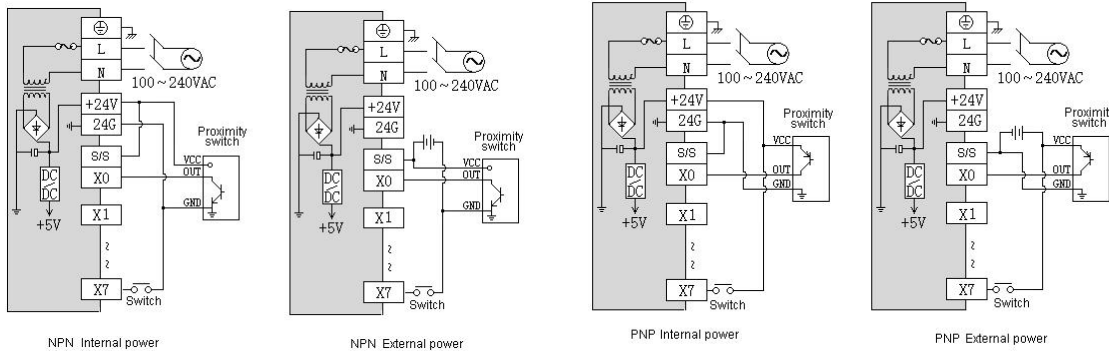 L
N
100~240VAC
+24V
24G
Proximity
switch
S/S
VCC
X0
OUT
DC
DC
GND
+5V
X1
~
~
X7
Switch
NPN Internal power
L
N
100~240VAC
+24V
24G
Proximity
switch
S/S
VCC
X0
OUT
DC
DC
GND
+5V
X1
~
~
X7
Switch
NPN External power
L
N
100~240VAC
+24V
24G
Proximity
switch
VCC
S/S
X0
OUT
GND
DC
DC
+5V
X1
~
~
X7
Switch
PNP Internal power
L
N
100~240VAC
+24V
24G
Proximity
switch
VCC
S/S
X0
OUT
GND
DC
DC
+5V
X1
~
~
X7
Switch
PNP External power